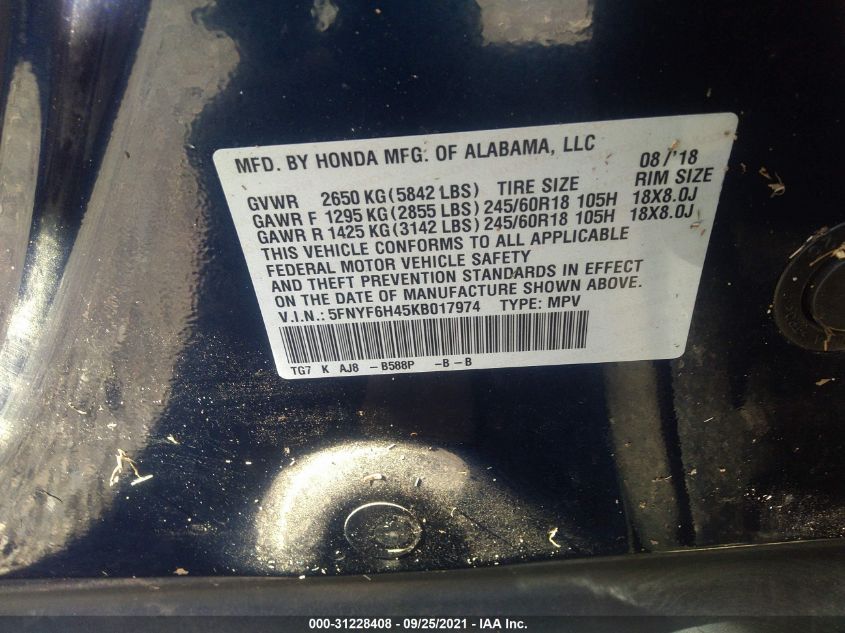 MFD. BY HONDA MFG. OF ALABAMA, LLC 08/'18
GVWR 2650 KG(5842 LBS) TIRE SIZE RIM SIZE
GAWR F 1295 KG(2855 LBS) 245/60R18 105H 18X8.0J
GAWR R 1425 KG(3142 LBS) 245/60R18 105H 18X8.0J
THIS VEHICLE CONFORMS TO ALL APPLICABLE
FEDERAL MOTOR VEHICLE SAFETY
AND THEFT PREVENTION STANDARDS IN EFFECT
ON THE DATE OF MANUFACTURE SHOWN ABOVE.
V.I.N.: 5FNYF6H45KB017974 TYPE: MPV
TG7 K AJ8 -B588P -B-B
000-31228408 - 09/25/2021 - IAA Inc.